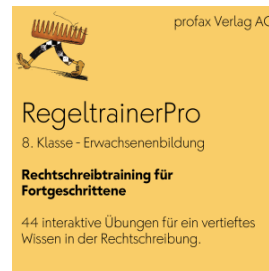 profax Verlag AG
RegeltrainerPro
8. Klasse - Erwachsenenbildung
Rechtschreibtraining für
Fortgeschrittene
44 interaktive Übungen für ein vertieftes
Wissen in der Rechtschreibung.